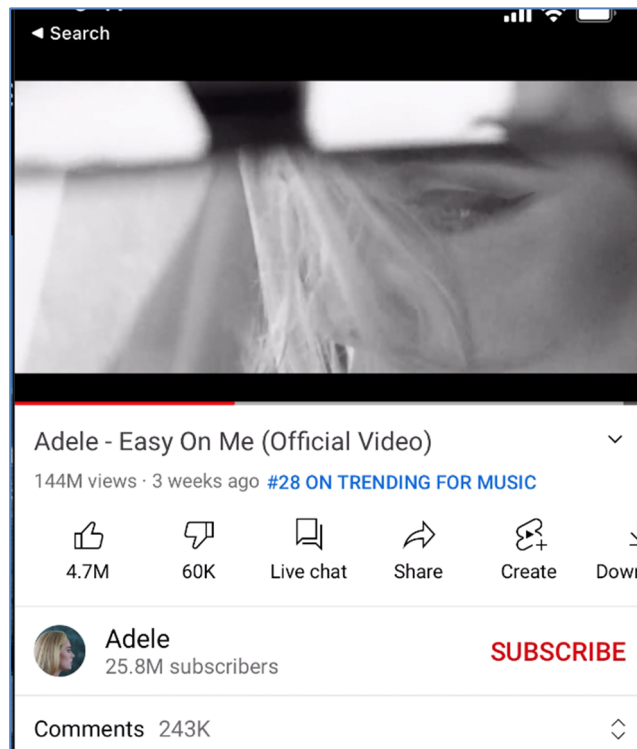 ◀ Search
Adele - Easy On Me (Official Video)
144M views · 3 weeks ago #28 ON TRENDING FOR MUSIC
4.7M 60K Live chat Share Create Down
Adele
25.8M subscribers
SUBSCRIBE
Comments 243K